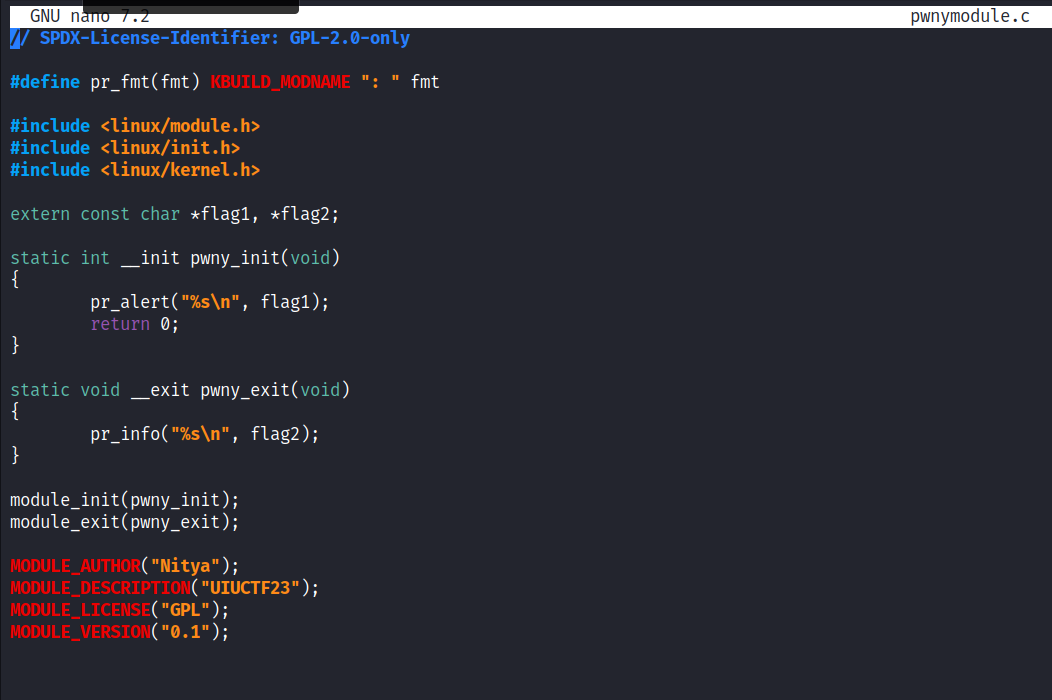 GNU nano 7.2 pwnymodule.c
// SPDX-License-Identifier: GPL-2.0-only
#define pr_fmt(fmt) KBUILD_MODNAME ": " fmt
#include <linux/module.h>
#include <linux/init.h>
#include <linux/kernel.h>
extern const char *flag1, *flag2;
static int __init pwny_init(void)
{
        pr_alert("%s\n", flag1);
        return 0;
}
static void __exit pwny_exit(void)
{
        pr_info("%s\n", flag2);
}
module_init(pwny_init);
module_exit(pwny_exit);
MODULE_AUTHOR("Nitya");
MODULE_DESCRIPTION("UIUCTF23");
MODULE_LICENSE("GPL");
MODULE_VERSION("0.1");